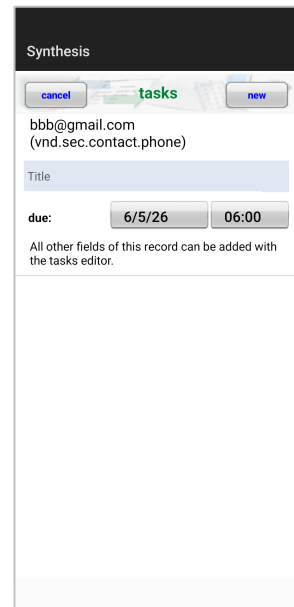 Synthesis
cancel tasks new
bbb@gmail.com
(vnd.sec.contact.phone)
Title
due: 6/5/26 06:00
All other fields of this record can be added with
the tasks editor.